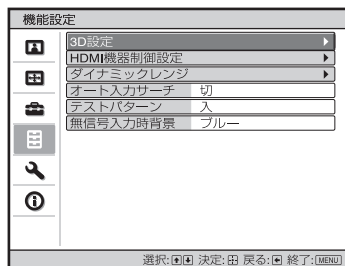 機能設定
3D設定
HDMI機器制御設定
ダイナミックレンジ
オート入力サーチ 切
テストパターン 入
無信号入力時背景 ブルー
選択: 決定: 戻る: 終了:MENU